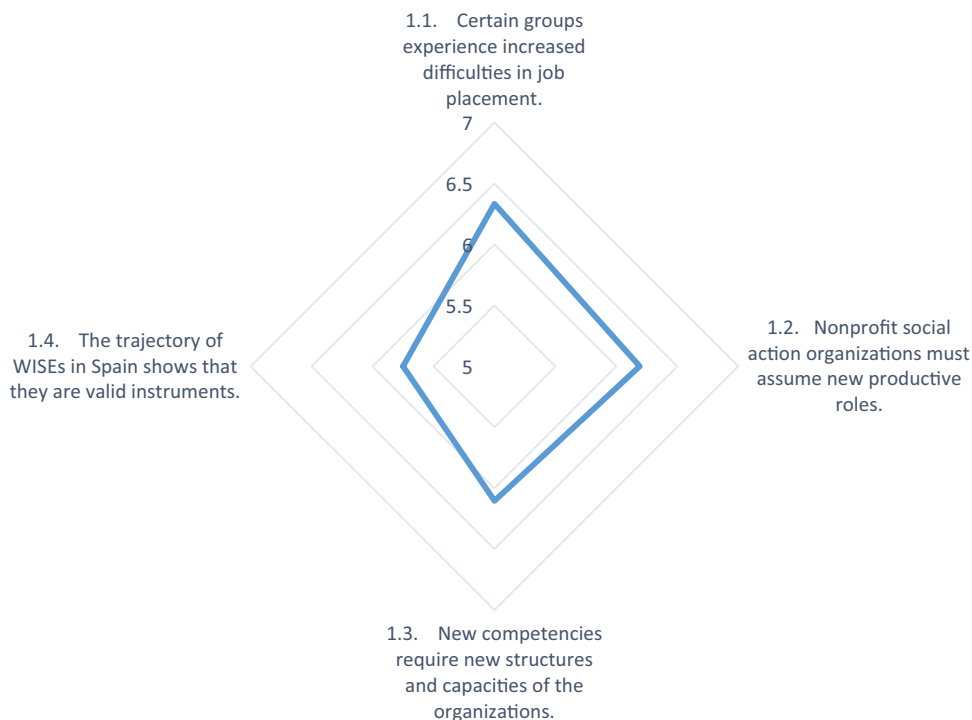 1.1. Certain groups
experience increased
difficulties in job
placement.
7
6.5
6
5.5
5
1.2. Nonprofit social
action organizations must
assume new productive
roles.
1.3. New competencies
require new structures
and capacities of the
organizations.
1.4. The trajectory of
WISEs in Spain shows that
they are valid instruments.